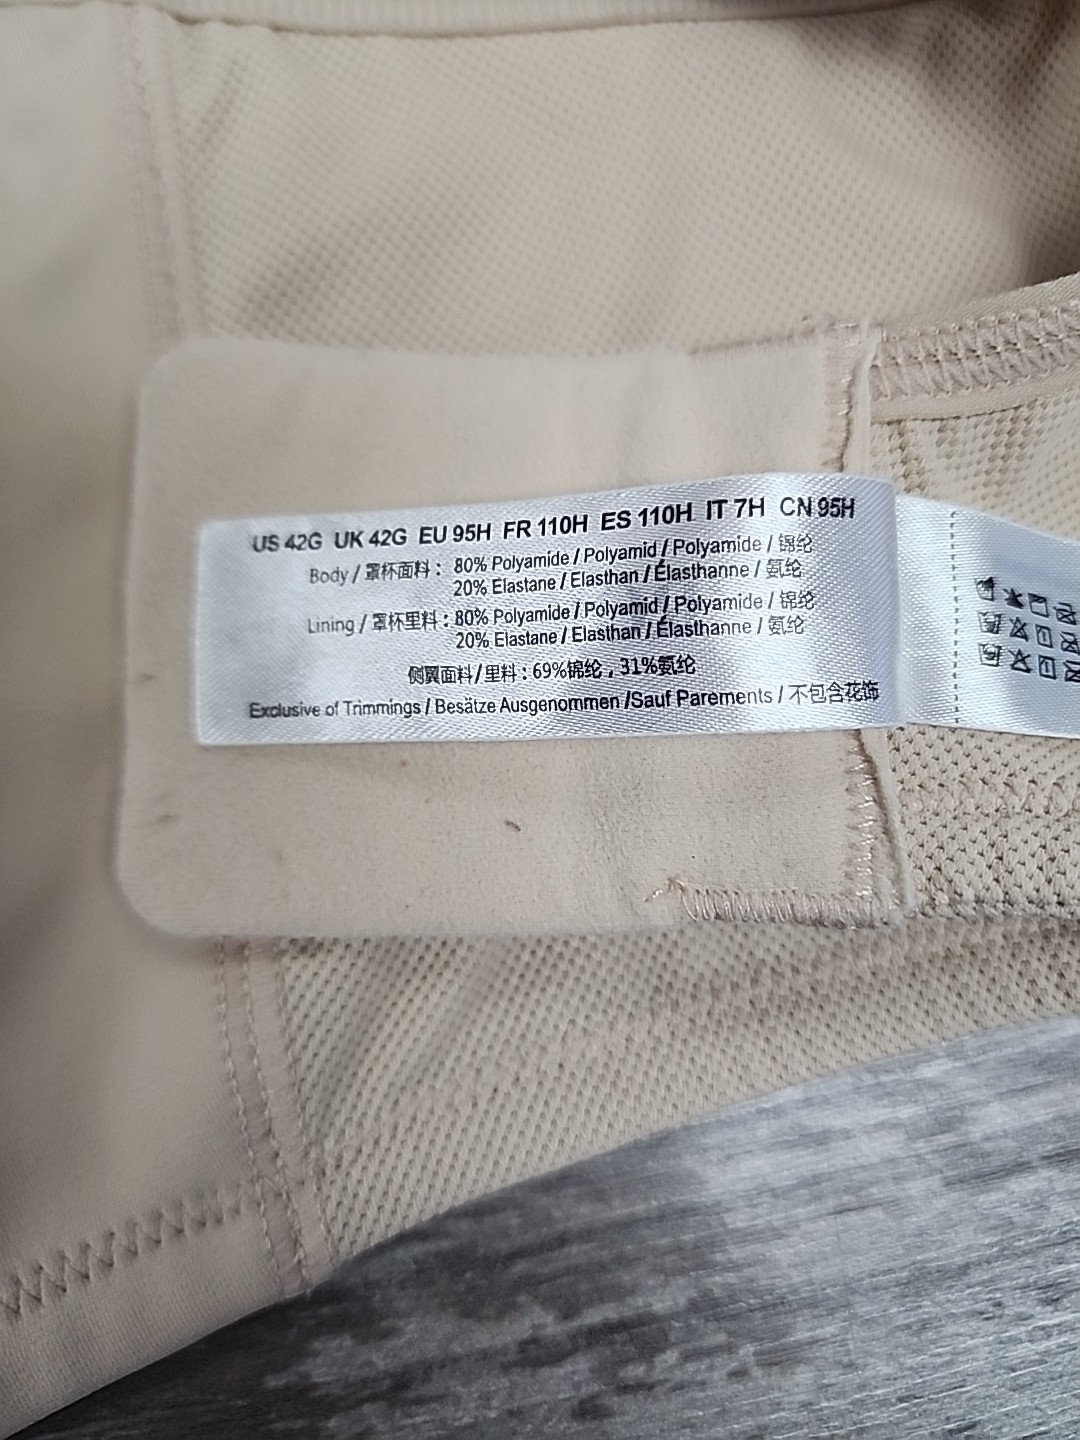 US 42G UK 42G EU 95H FR 110H ES 110H IT 7H CN 95H
Body / 罩杯面料： 80% Polyamide / Polyamid / Polyamide / 锦纶
20% Elastane / Elasthan / Élasthanne / 氨纶
Lining / 罩杯里料：80% Polyamide / Polyamid / Polyamide / 锦纶
20% Elastane / Elasthan / Élasthanne / 氨纶
侧翼面料/里料：69%锦纶，31%氨纶
Exclusive of Trimmings / Besätze Ausgenommen /Sauf Parements / 不包含花饰